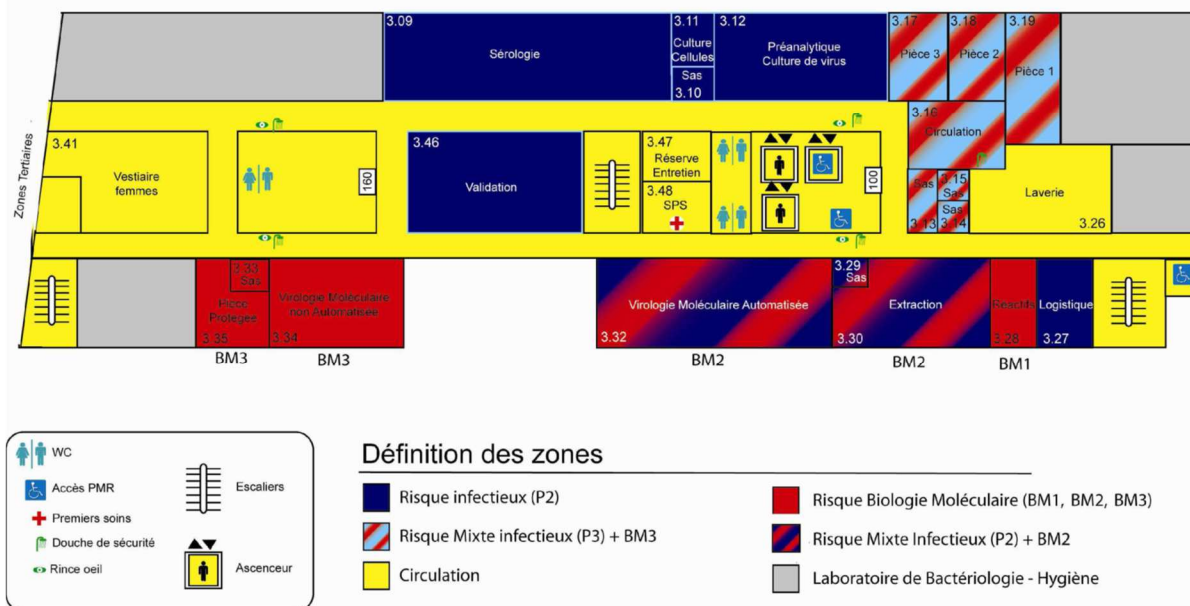 3.09
Sérologie
3.11
Culture
Cellules
Sas
3.10
3.12
Préanalytique
Culture de virus
3.17
Pièce 3
3.18
Pièce 2
3.19
Pièce 1
Zones Tertiaires
3.41
Vestiaire
femmes
160
3.46
Validation
3.47
Réserve
Entretien
3.48
SPS
100
3.16
Circulation
Sas
3.13
3.15
Sas
Sas
3.14
Laverie
3.26
3.33
Sas
Pièce
Protégée
3.35
Virologie Moléculaire
non Automatisée
3.34
Virologie Moléculaire Automatisée
3.32
3.29
Sas
Extraction
3.30
Réactifs
3.28
Logistique
3.27
BM3
BM3
BM2
BM2
BM1
WC
Accès PMR
Premiers soins
Douche de sécurité
Rince oeil
Escaliers
Ascenceur
Définition des zones
Risque infectieux (P2)
Risque Mixte infectieux (P3) + BM3
Circulation
Risque Biologie Moléculaire (BM1, BM2, BM3)
Risque Mixte Infectieux (P2) + BM2
Laboratoire de Bactériologie - Hygiène